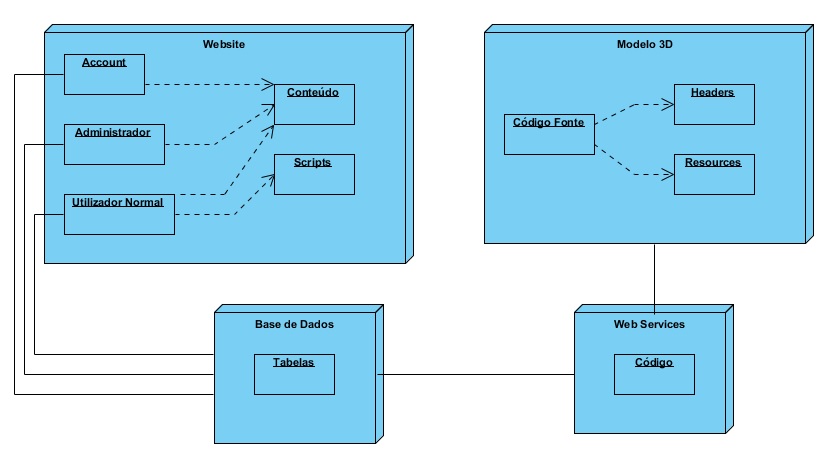 Website
Account
Conteúdo
Administrador
Scripts
Utilizador Normal
Modelo 3D
Headers
Código Fonte
Resources
Base de Dados
Tabelas
Web Services
Código